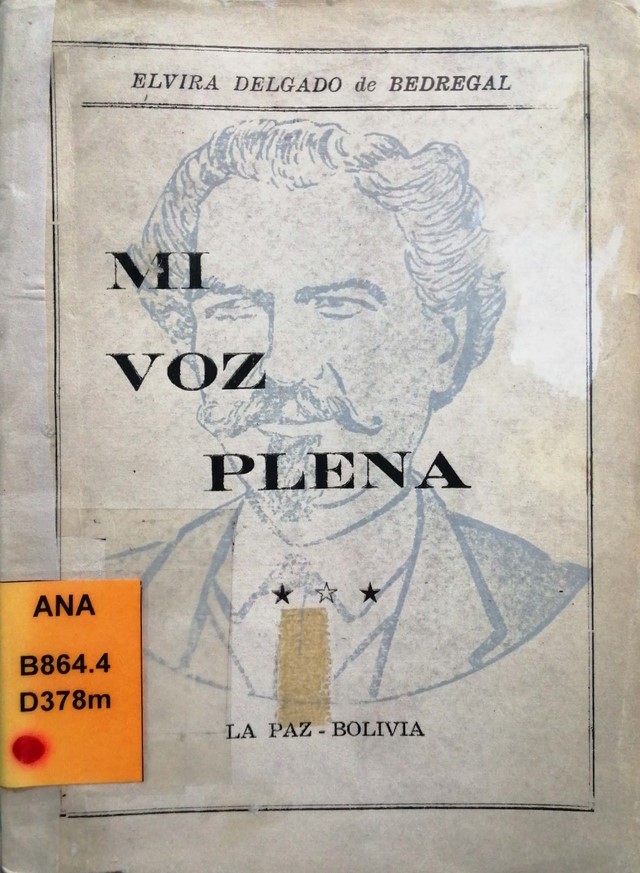 ELVIRA DELGADO de BEDREGAL
MI
VOZ
PLENA
LA PAZ - BOLIVIA
ANA
B864.4
D378m